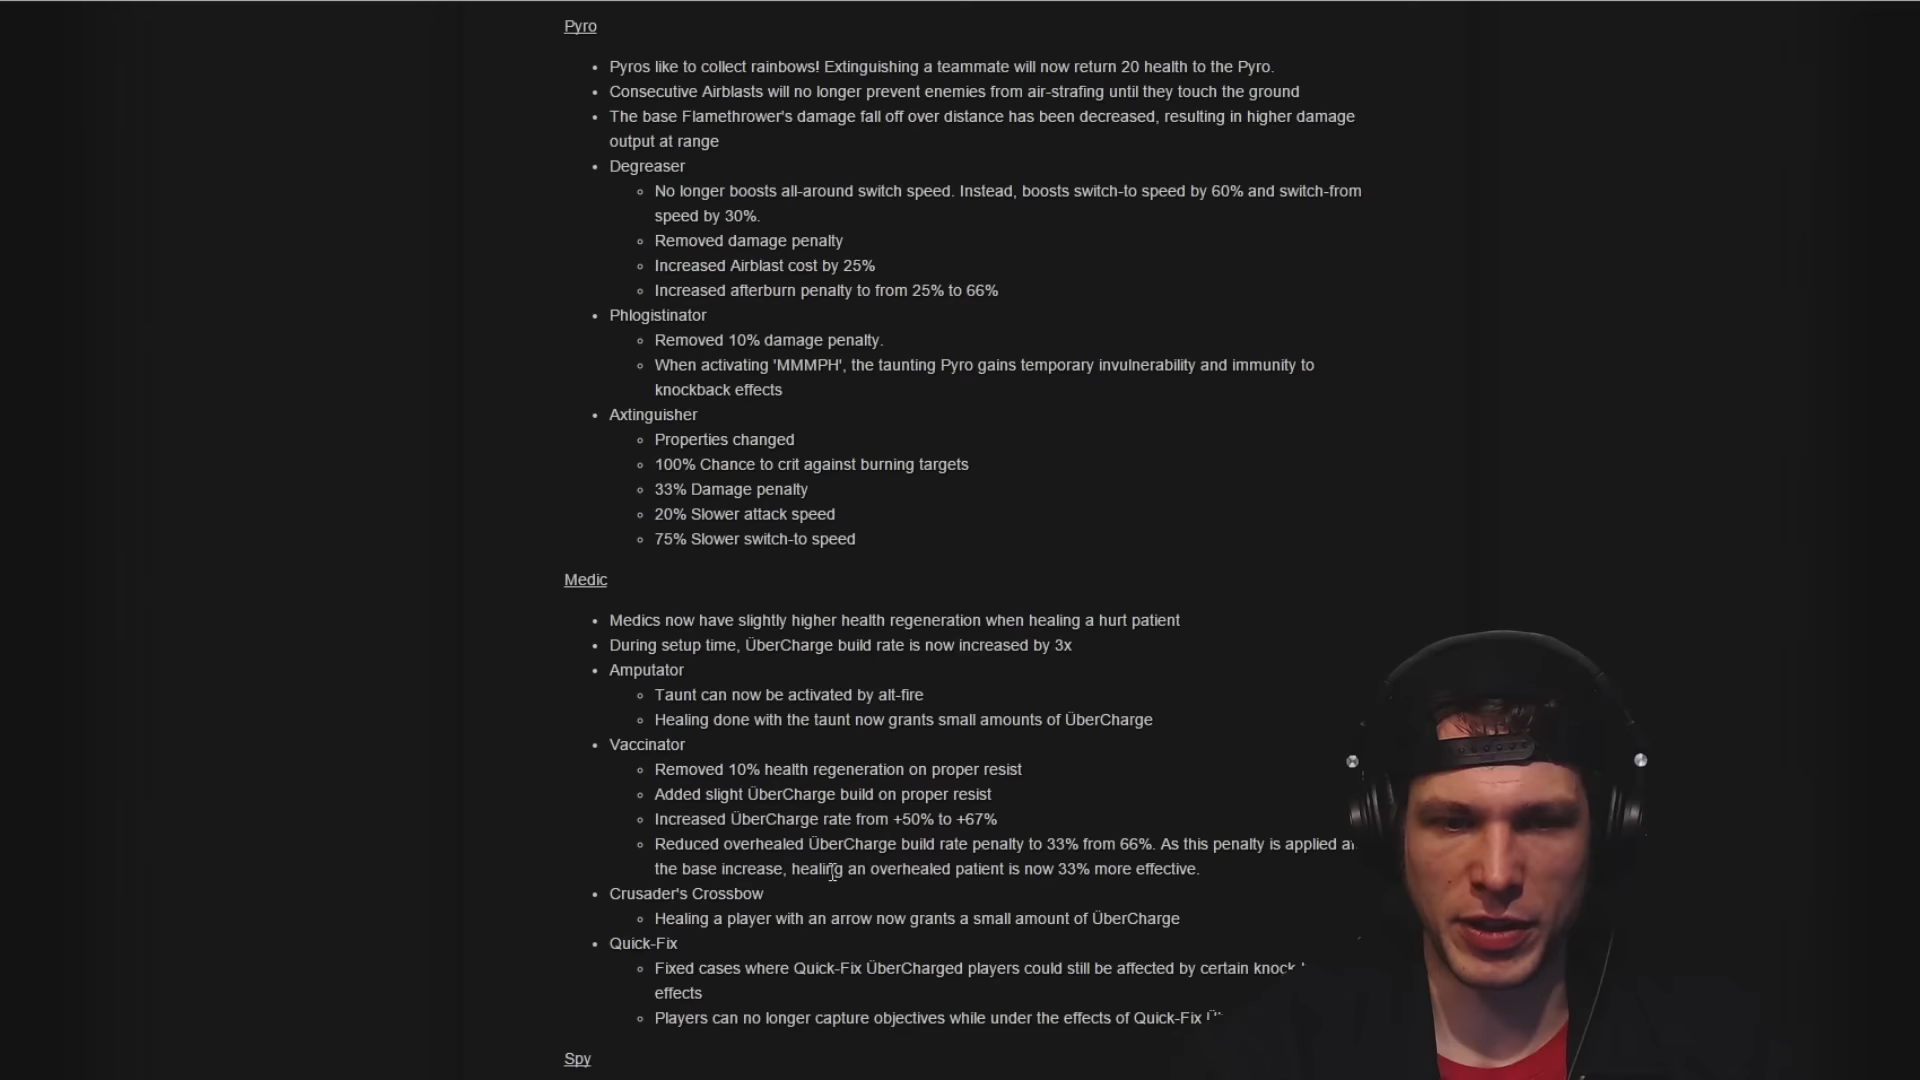 Pyro
Pyros like to collect rainbows! Extinguishing a teammate will now return 20 health to the Pyro.
Consecutive Airblasts will no longer prevent enemies from air-strafing until they touch the ground
The base Flamethrower's damage fall off over distance has been decreased, resulting in higher damage
output at range
Degreaser
No longer boosts all-around switch speed. Instead, boosts switch-to speed by 60% and switch-from
speed by 30%.
Removed damage penalty
Increased Airblast cost by 25%
Increased afterburn penalty to from 25% to 66%
Phlogistinator
Removed 10% damage penalty.
When activating 'MMMPH', the taunting Pyro gains temporary invulnerability and immunity to
knockback effects
Axtinguisher
Properties changed
100% Chance to crit against burning targets
33% Damage penalty
20% Slower attack speed
75% Slower switch-to speed
Medic
Medics now have slightly higher health regeneration when healing a hurt patient
During setup time, ÜberCharge build rate is now increased by 3x
Amputator
Taunt can now be activated by alt-fire
Healing done with the taunt now grants small amounts of ÜberCharge
Vaccinator
Removed 10% health regeneration on proper resist
Added slight ÜberCharge build on proper resist
Increased ÜberCharge rate from +50% to +67%
Reduced overhealed ÜberCharge build rate penalty to 33% from 66%. As this penalty is applied
the base increase, healing an overhealed patient is now 33% more effective.
Crusader's Crossbow
Healing a player with an arrow now grants a small amount of ÜberCharge
Quick-Fix
Fixed cases where Quick-Fix ÜberCharged players could still be affected by certain
effects
Players can no longer capture objectives while under the effects of Quick-Fix
Spy